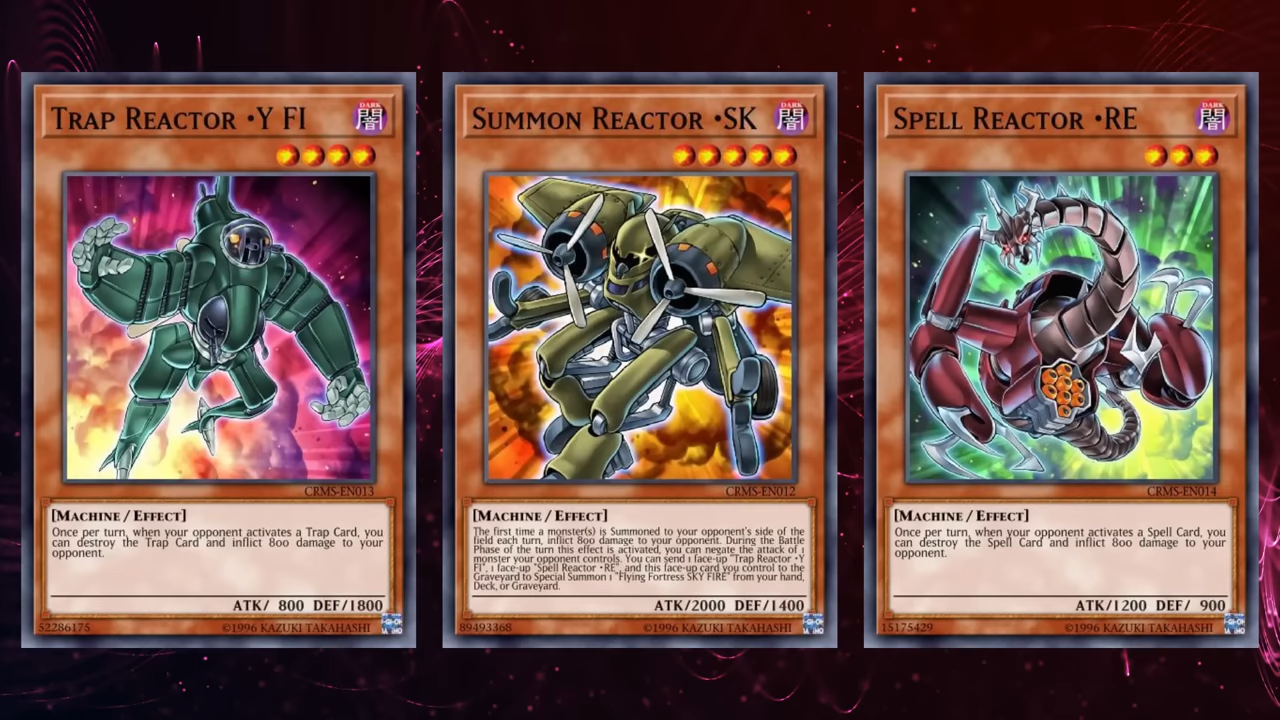 TRAP REACTOR •Y FI
DARK
闇
CRMS-EN013
[MACHINE / EFFECT]
Once per turn, when your opponent activates a Trap Card, you
can destroy the Trap Card and inflict 800 damage to your
opponent.
ATK/ 800 DEF/1800
52286175
©1996 KAZUKI TAKAHASHI
SUMMON REACTOR •SK
DARK
闇
CRMS-EN012
[MACHINE / EFFECT]
The first time a monster(s) is Summoned to your opponent's side of the
field each turn, inflict 800 damage to your opponent. During the Battle
Phase of the turn this effect is activated, you can negate the attack of 1
monster your opponent controls. You can send 1 face-up "Trap Reactor •Y
FI", 1 face-up "Spell Reactor •RE", and this face-up card you control to the
Graveyard to Special Summon 1 "Flying Fortress SKY FIRE" from your hand,
Deck, or Graveyard.
ATK/2000 DEF/1400
89493368
©1996 KAZUKI TAKAHASHI
SPELL REACTOR •RE
DARK
闇
CRMS-EN014
[MACHINE / EFFECT]
Once per turn, when your opponent activates a Spell Card, you
can destroy the Spell Card and inflict 800 damage to your
opponent.
ATK/1200 DEF/ 900
15175429
©1996 KAZUKI TAKAHASHI